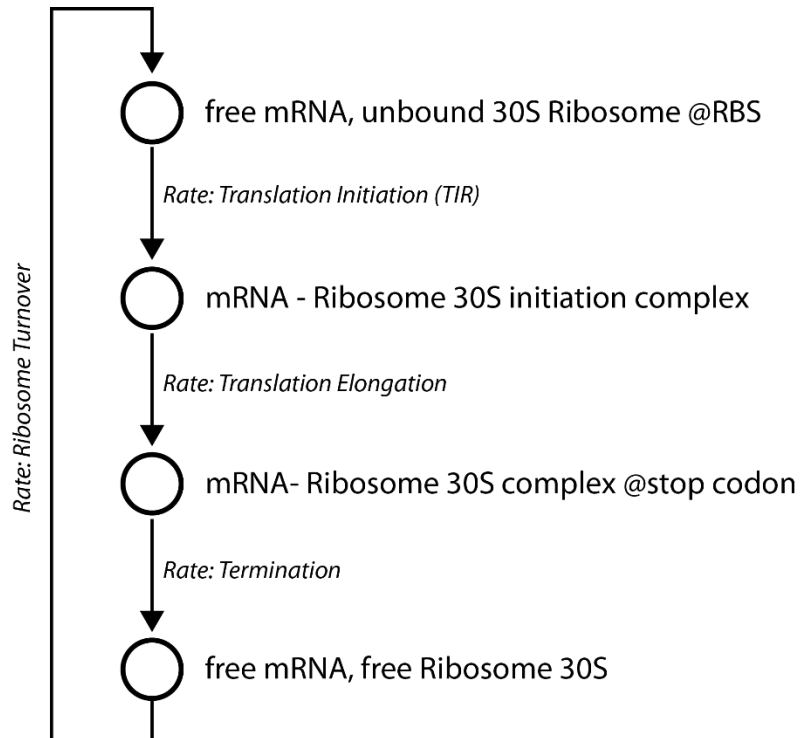 free mRNA, unbound 30S Ribosome @RBS
Rate: Translation Initiation (TIR)
mRNA - Ribosome 30S initiation complex
Rate: Ribosome Turnover
Rate: Translation Elongation
mRNA- Ribosome 30S complex @stop codon
Rate: Termination
free mRNA, free Ribosome 30S